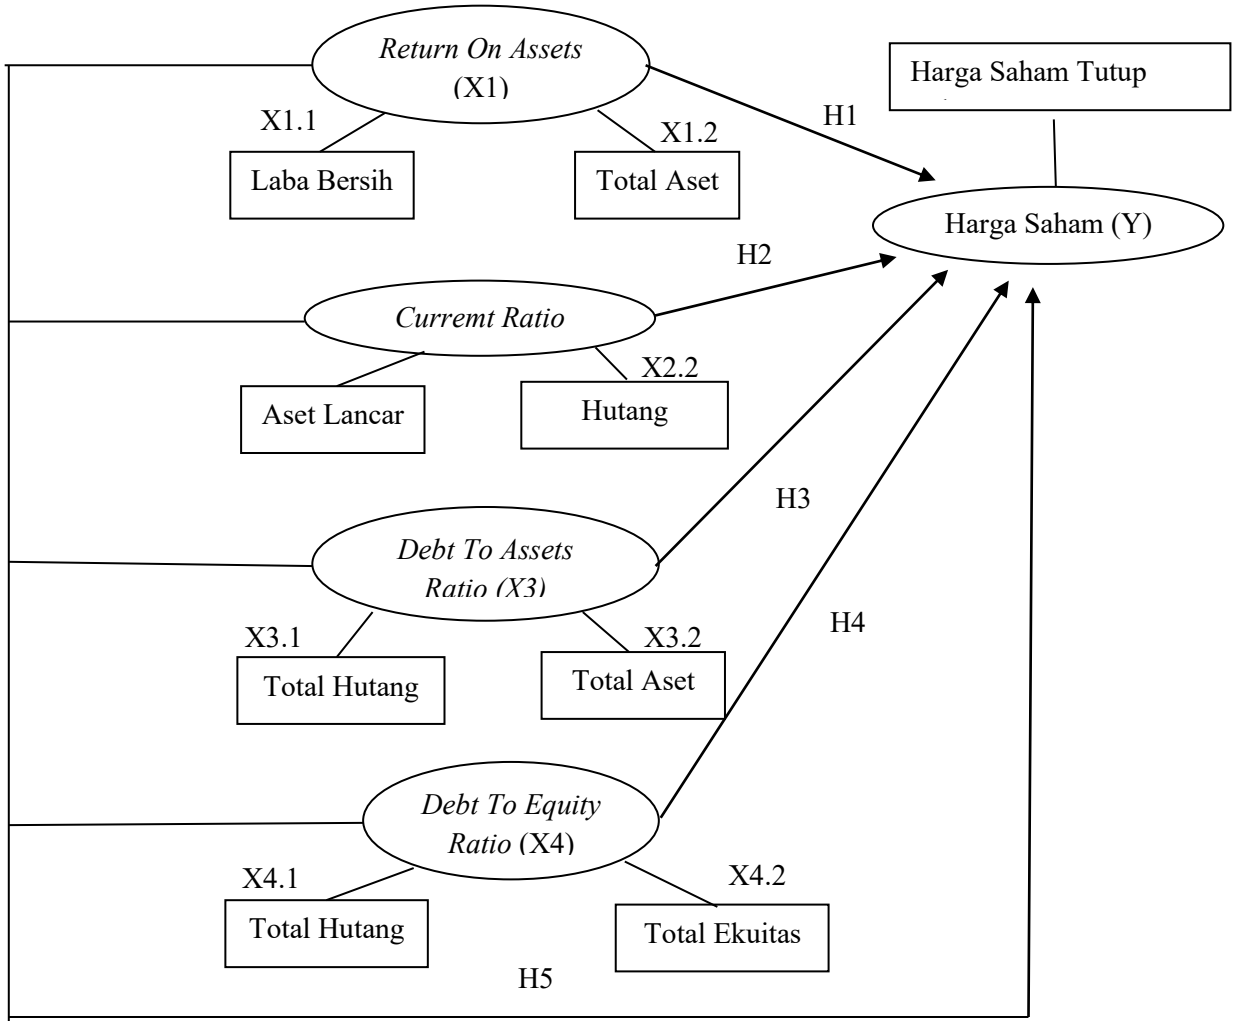 Return On Assets
(X1)
Harga Saham Tutup
H1
X1.1
X1.2
Laba Bersih
Total Aset
Harga Saham (Y)
H2
Curremt Ratio
X2.2
Aset Lancar
Hutang
H3
Debt To Assets
Ratio (X3)
H4
X3.1
X3.2
Total Hutang
Total Aset
Debt To Equity
Ratio (X4)
X4.1
X4.2
Total Hutang
Total Ekuitas
H5